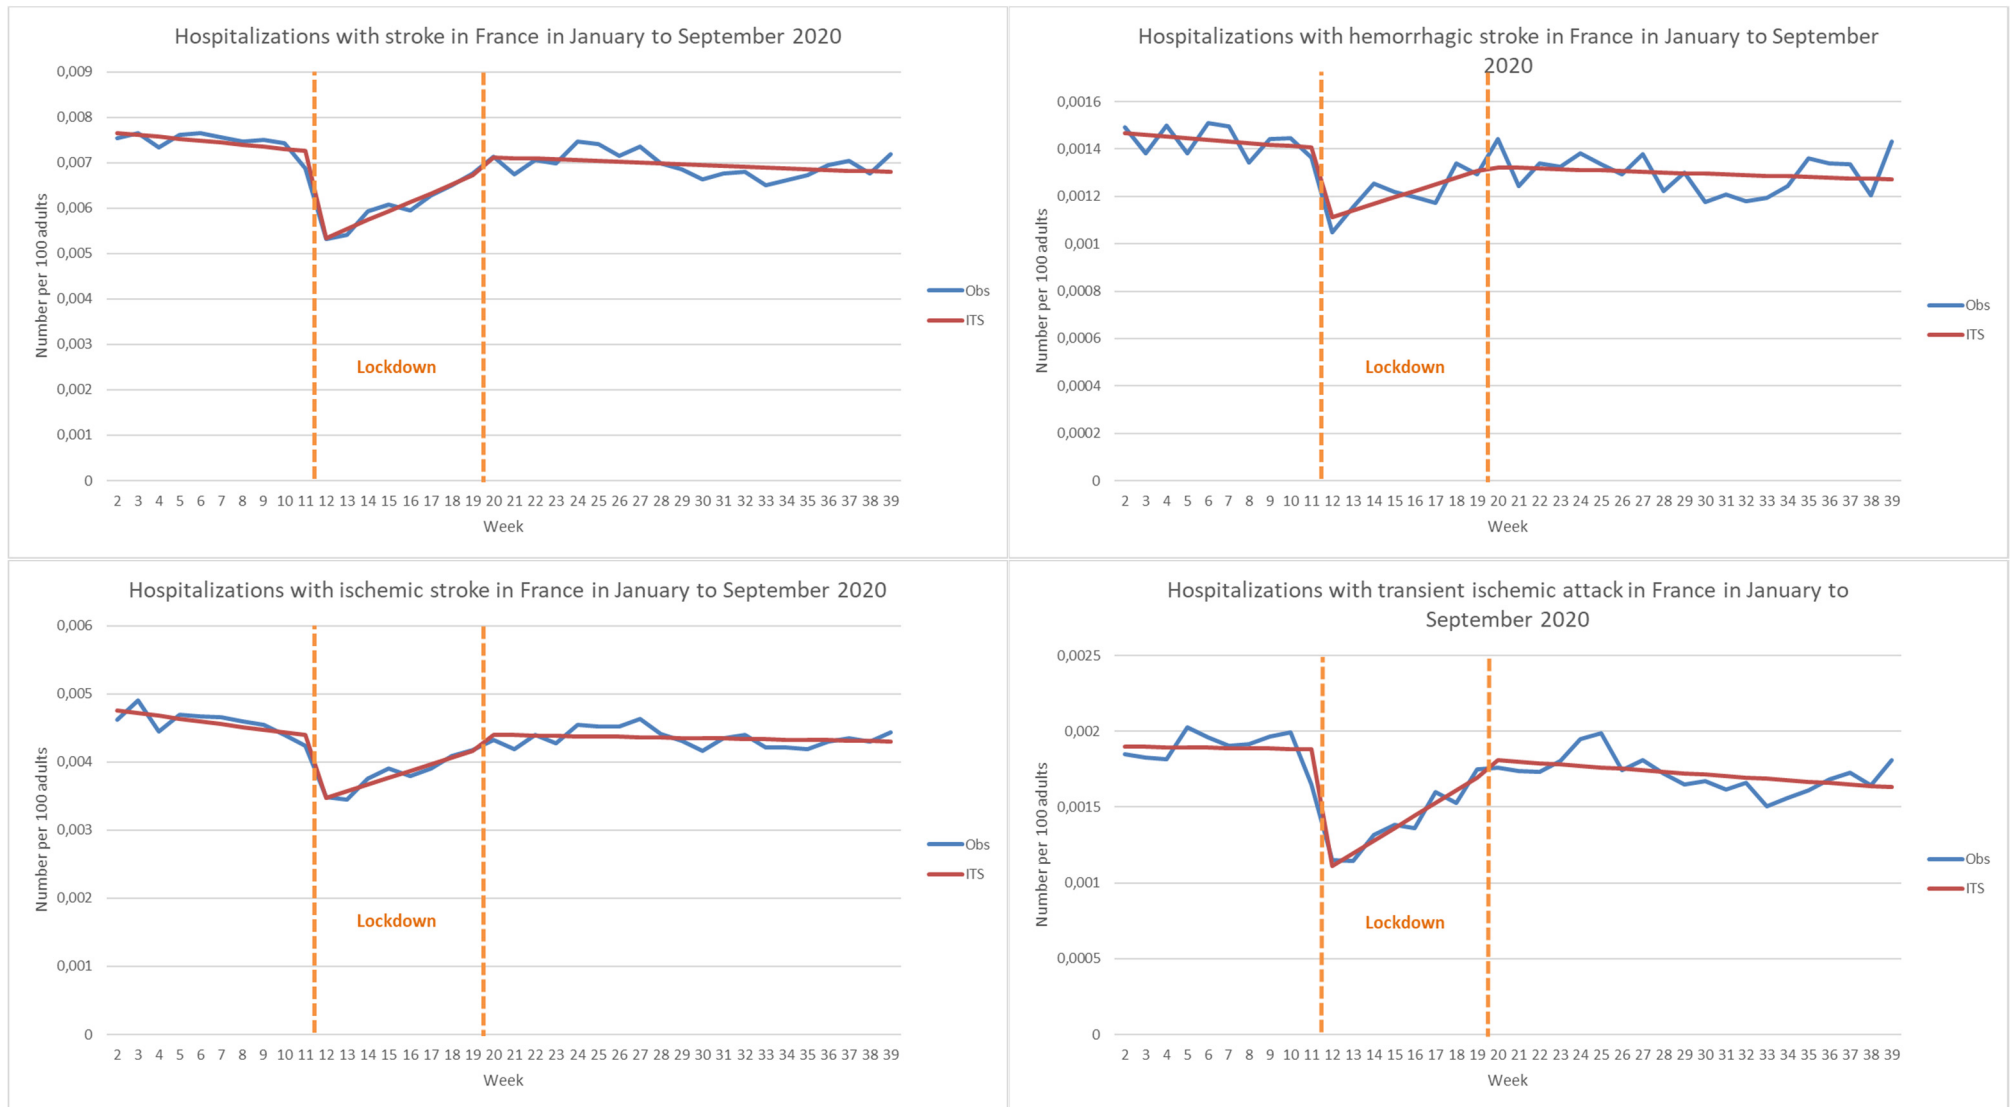 Hospitalizations with stroke in France in January to September 2020
0,009
0,008
0,007
0,006
0,005
0,004
0,003
0,002
0,001
0
Number per 100 adults
Lockdown
Obs
ITS
2 3 4 5 6 7 8 9 10 11 12 13 14 15 16 17 18 19 20 21 22 23 24 25 26 27 28 29 30 31 32 33 34 35 36 37 38 39
Week
Hospitalizations with hemorrhagic stroke in France in January to September
2020
0,0016
0,0014
0,0012
0,001
0,0008
0,0006
0,0004
0,0002
0
Number per 100 adults
Lockdown
Obs
ITS
2 3 4 5 6 7 8 9 10 11 12 13 14 15 16 17 18 19 20 21 22 23 24 25 26 27 28 29 30 31 32 33 34 35 36 37 38 39
Week
Hospitalizations with ischemic stroke in France in January to September 2020
0,006
0,005
0,004
0,003
0,002
0,001
0
Number per 100 adults
Lockdown
Obs
ITS
2 3 4 5 6 7 8 9 10 11 12 13 14 15 16 17 18 19 20 21 22 23 24 25 26 27 28 29 30 31 32 33 34 35 36 37 38 39
Week
Hospitalizations with transient ischemic attack in France in January to
September 2020
0,0025
0,002
0,0015
0,001
0,0005
0
Number per 100 adults
Lockdown
Obs
ITS
2 3 4 5 6 7 8 9 10 11 12 13 14 15 16 17 18 19 20 21 22 23 24 25 26 27 28 29 30 31 32 33 34 35 36 37 38 39
Week